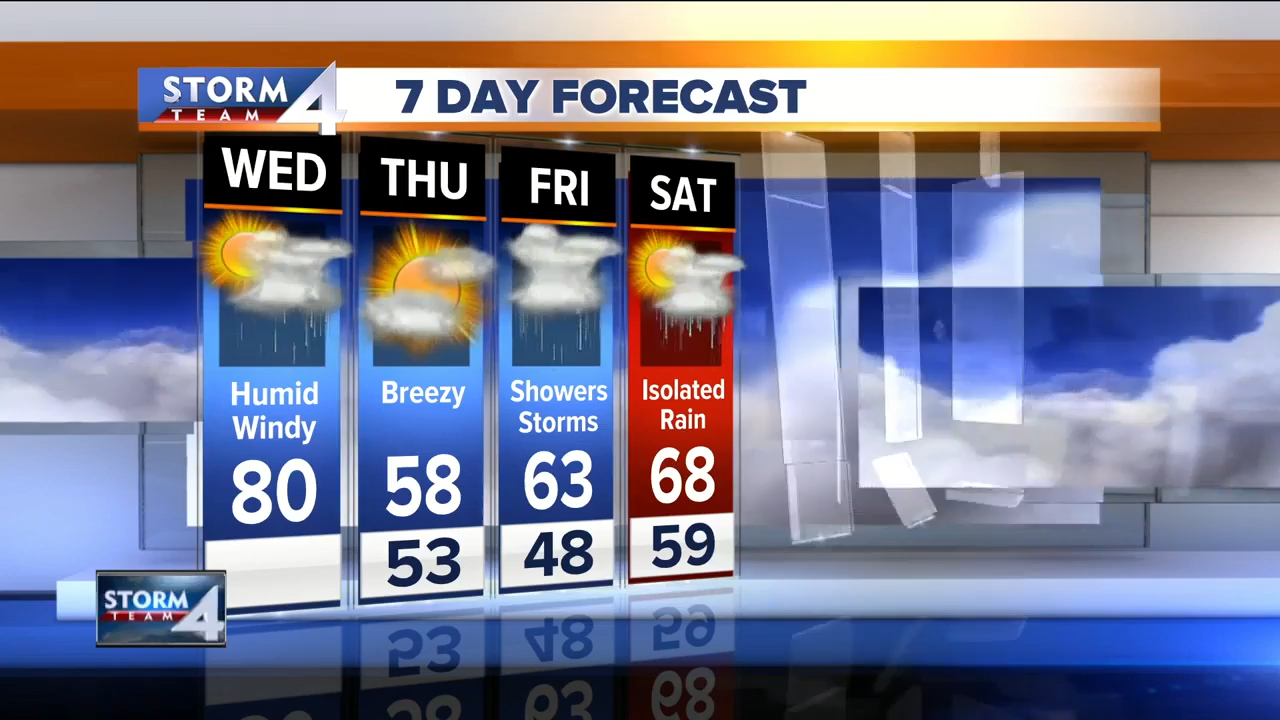 STORM
TEAM 4
7 DAY FORECAST
WED
Humid
Windy
80
THU
Breezy
58
53
FRI
Showers
Storms
63
48
SAT
Isolated
Rain
68
59
STORM
TEAM 4